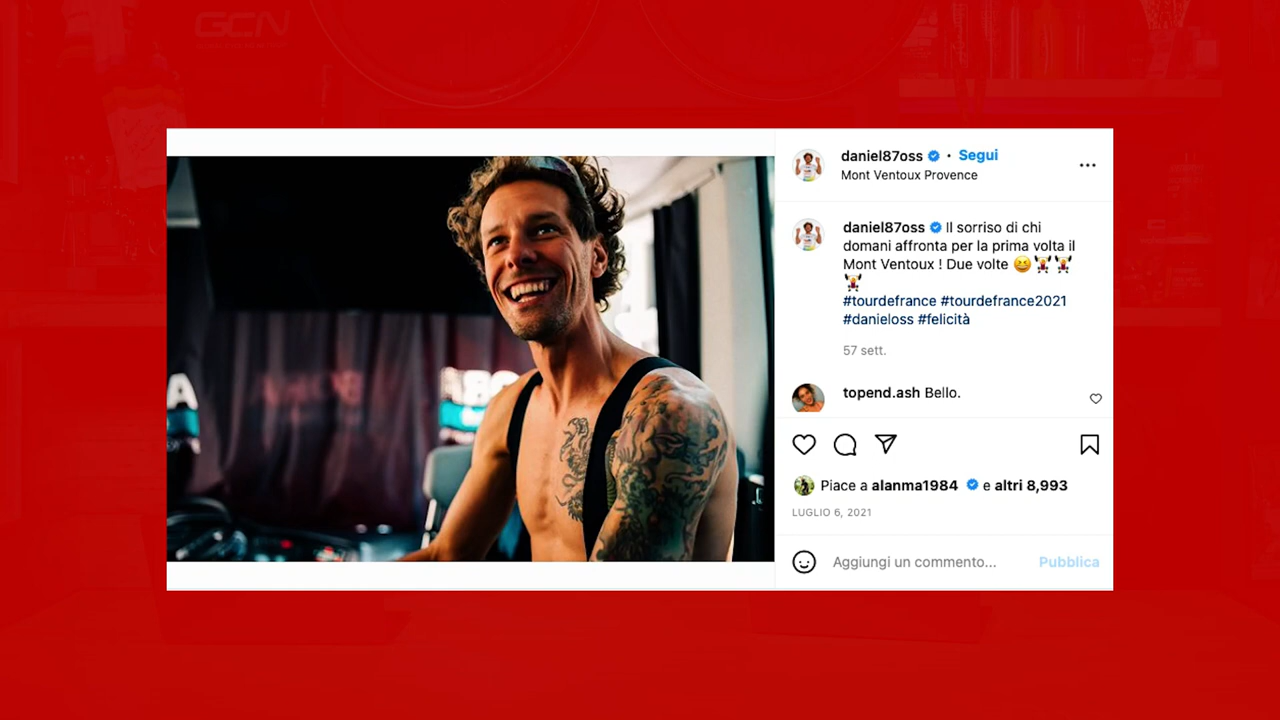 GCN
daniel87oss • Segui
Mont Ventoux Provence
daniel87oss Il sorriso di chi
domani affronta per la prima volta il
Mont Ventoux ! Due volte 😆
#tourdefrance #tourdefrance2021
#danieloss #felicità
57 sett.
topend.ash Bello.
Piace a alanma1984 e altri 8,993
LUGLIO 6, 2021
Aggiungi un commento... Pubblica